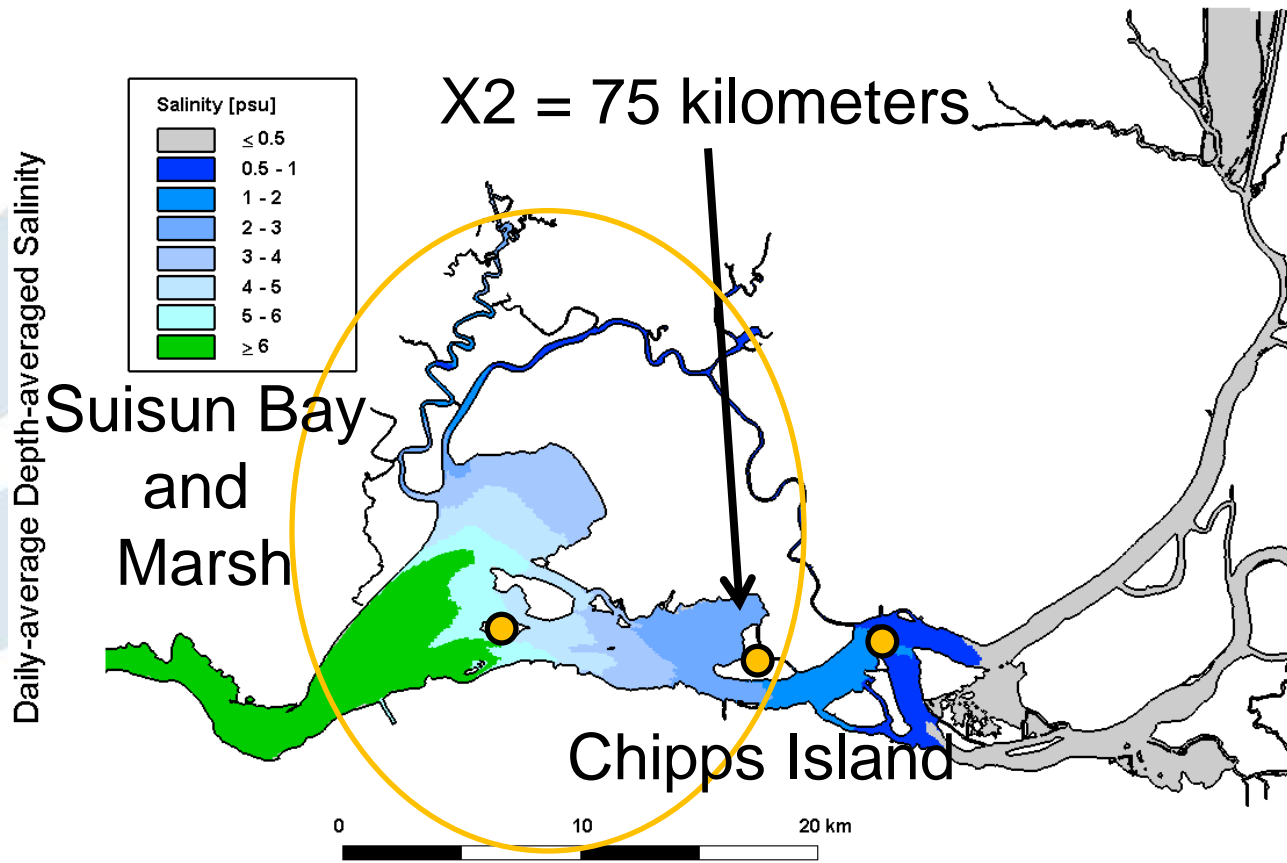 X2 = 75 kilometers
Daily-average Depth-averaged Salinity
Salinity [psu]
≤ 0.5
0.5 - 1
1 - 2
2 - 3
3 - 4
4 - 5
5 - 6
≥ 6
Suisun Bay
and
Marsh
Chipps Island
0 10 20 km